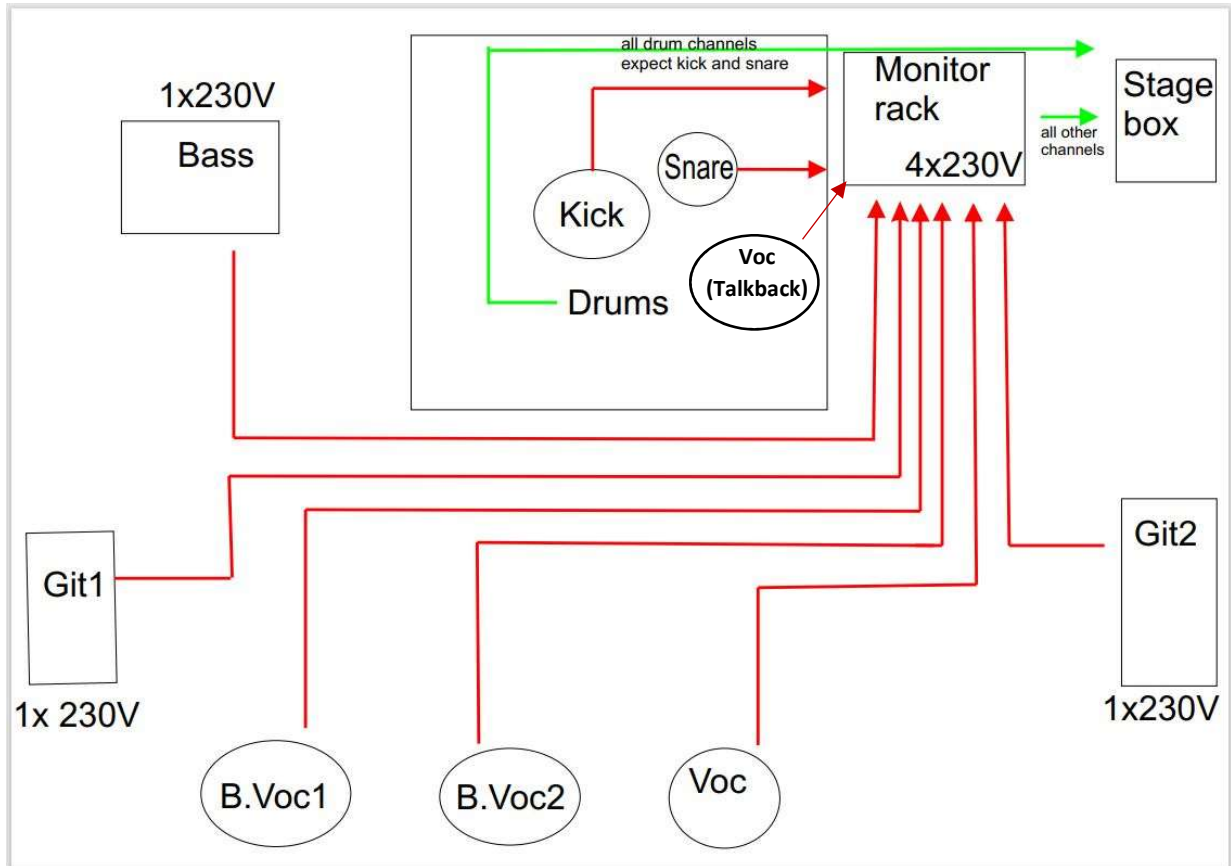 all drum channels
expect kick and snare
Monitor
rack
4x230V
Stage
box
all other
channels
1x230V
Bass
Snare
Kick
Voc
(Talkback)
Drums
Git1
1x 230V
Git2
1x230V
B.Voc1
B.Voc2
Voc